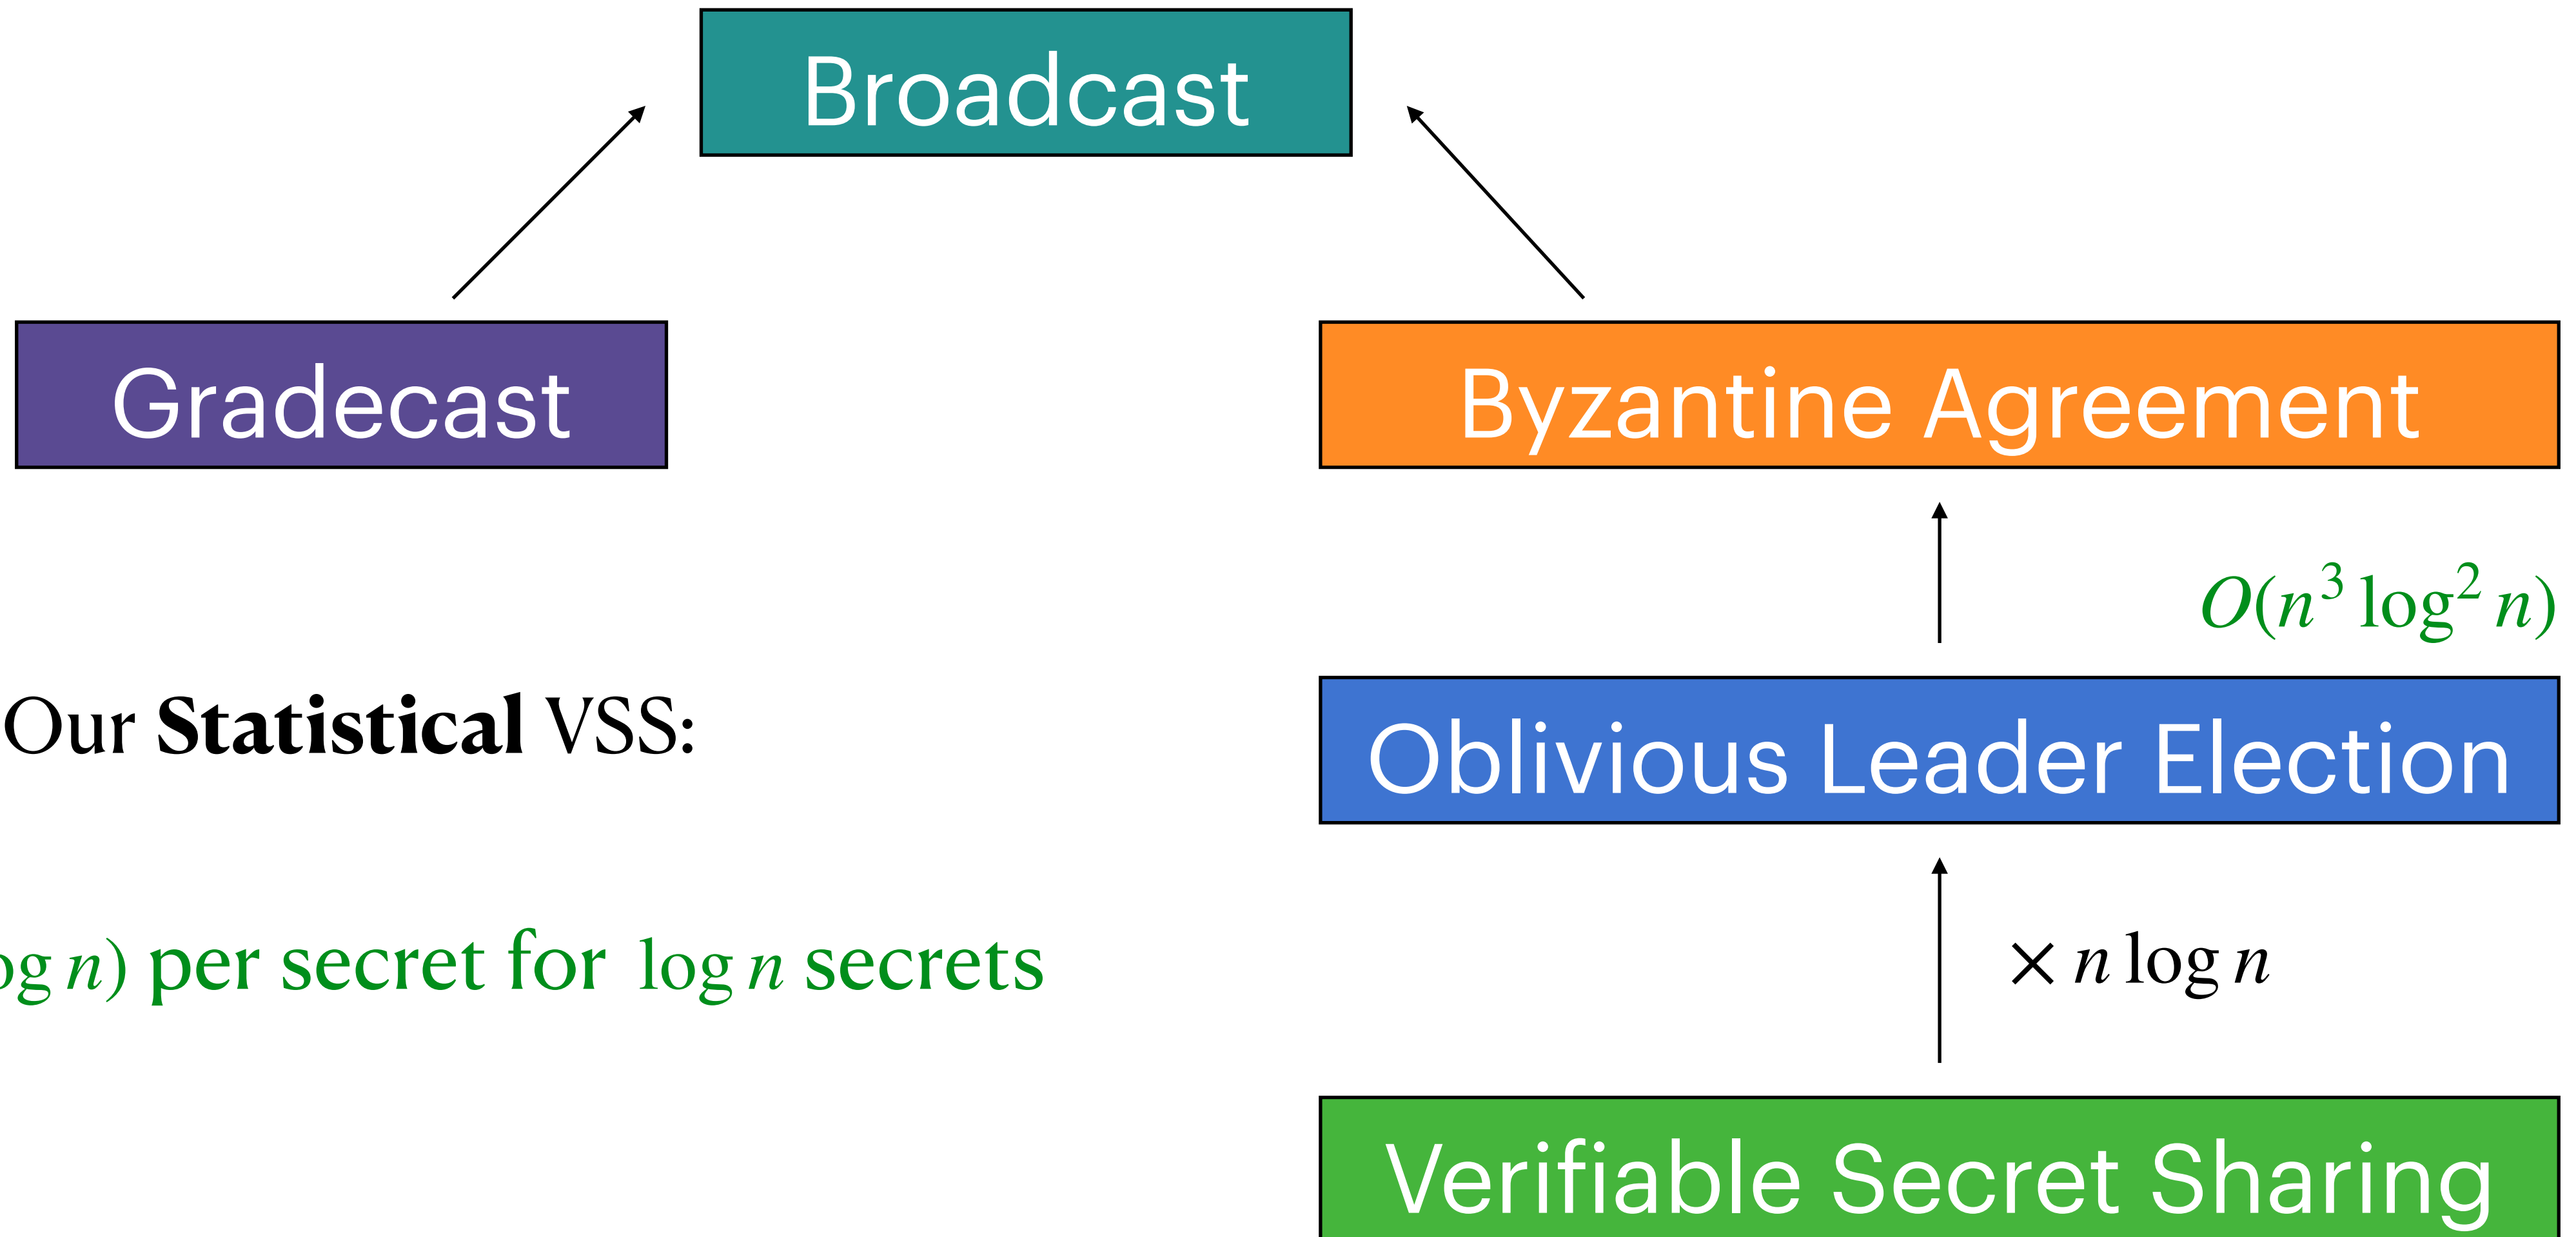 Broadcast
Gradecast
Byzantine Agreement
O(n³ log² n)
Our Statistical VSS:
Oblivious Leader Election
n) per secret for log n secrets
× n log n
Verifiable Secret Sharing